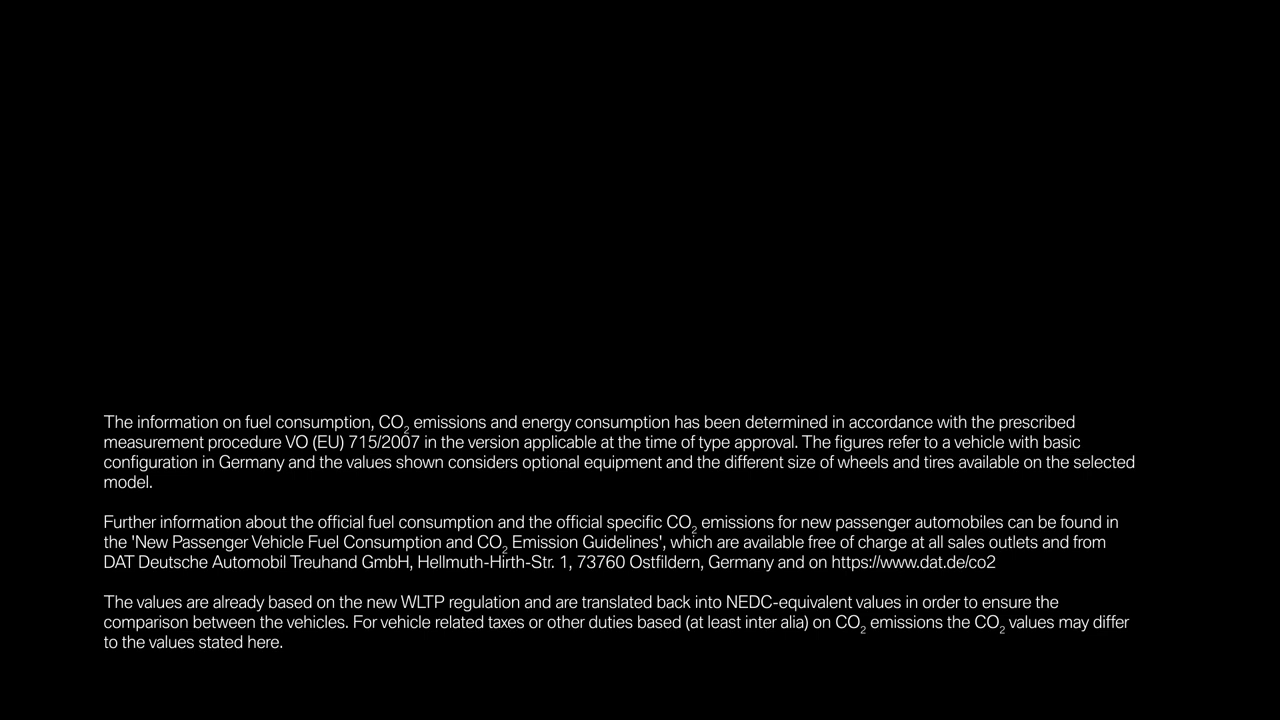 The information on fuel consumption, CO₂ emissions and energy consumption has been determined in accordance with the prescribed
measurement procedure VO (EU) 715/2007 in the version applicable at the time of type approval. The figures refer to a vehicle with basic
configuration in Germany and the values shown considers optional equipment and the different size of wheels and tires available on the selected
model.
Further information about the official fuel consumption and the official specific CO₂ emissions for new passenger automobiles can be found in
the 'New Passenger Vehicle Fuel Consumption and CO₂ Emission Guidelines', which are available free of charge at all sales outlets and from
DAT Deutsche Automobil Treuhand GmbH, Hellmuth-Hirth-Str. 1, 73760 Ostfildern, Germany and on https://www.dat.de/co2
The values are already based on the new WLTP regulation and are translated back into NEDC-equivalent values in order to ensure the
comparison between the vehicles. For vehicle related taxes or other duties based (at least inter alia) on CO₂ emissions the CO₂ values may differ
to the values stated here.